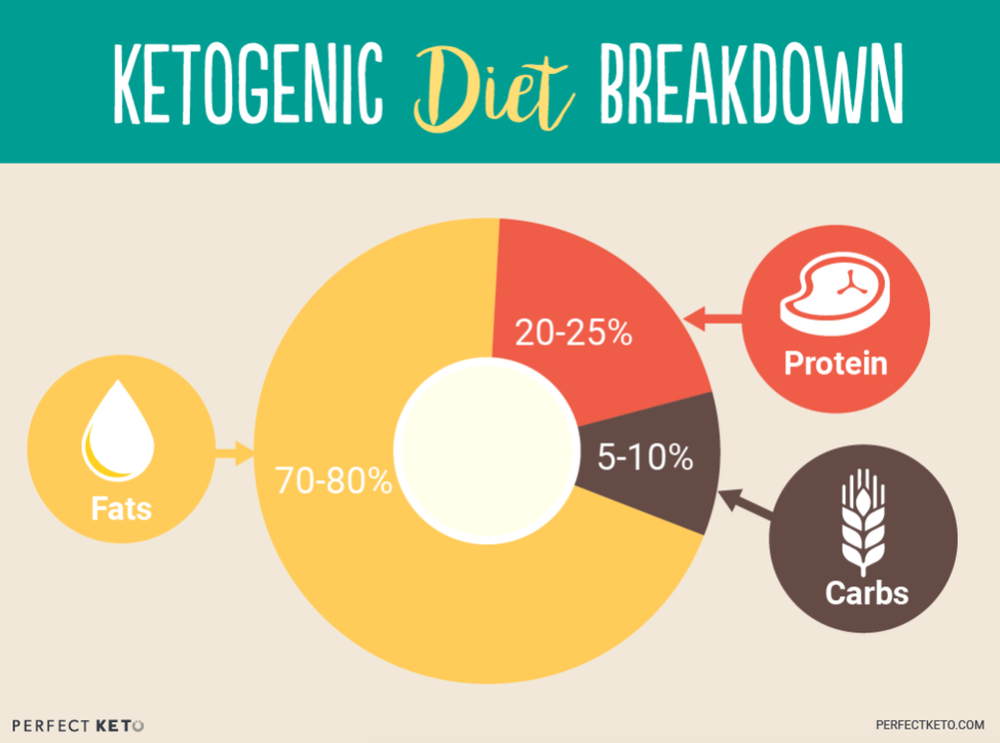 KETOGENIC Diet BREAKDOWN
20-25%
Protein
5-10%
70-80%
Fats
Carbs
PERFECT KETO
PERFECTKETO.COM